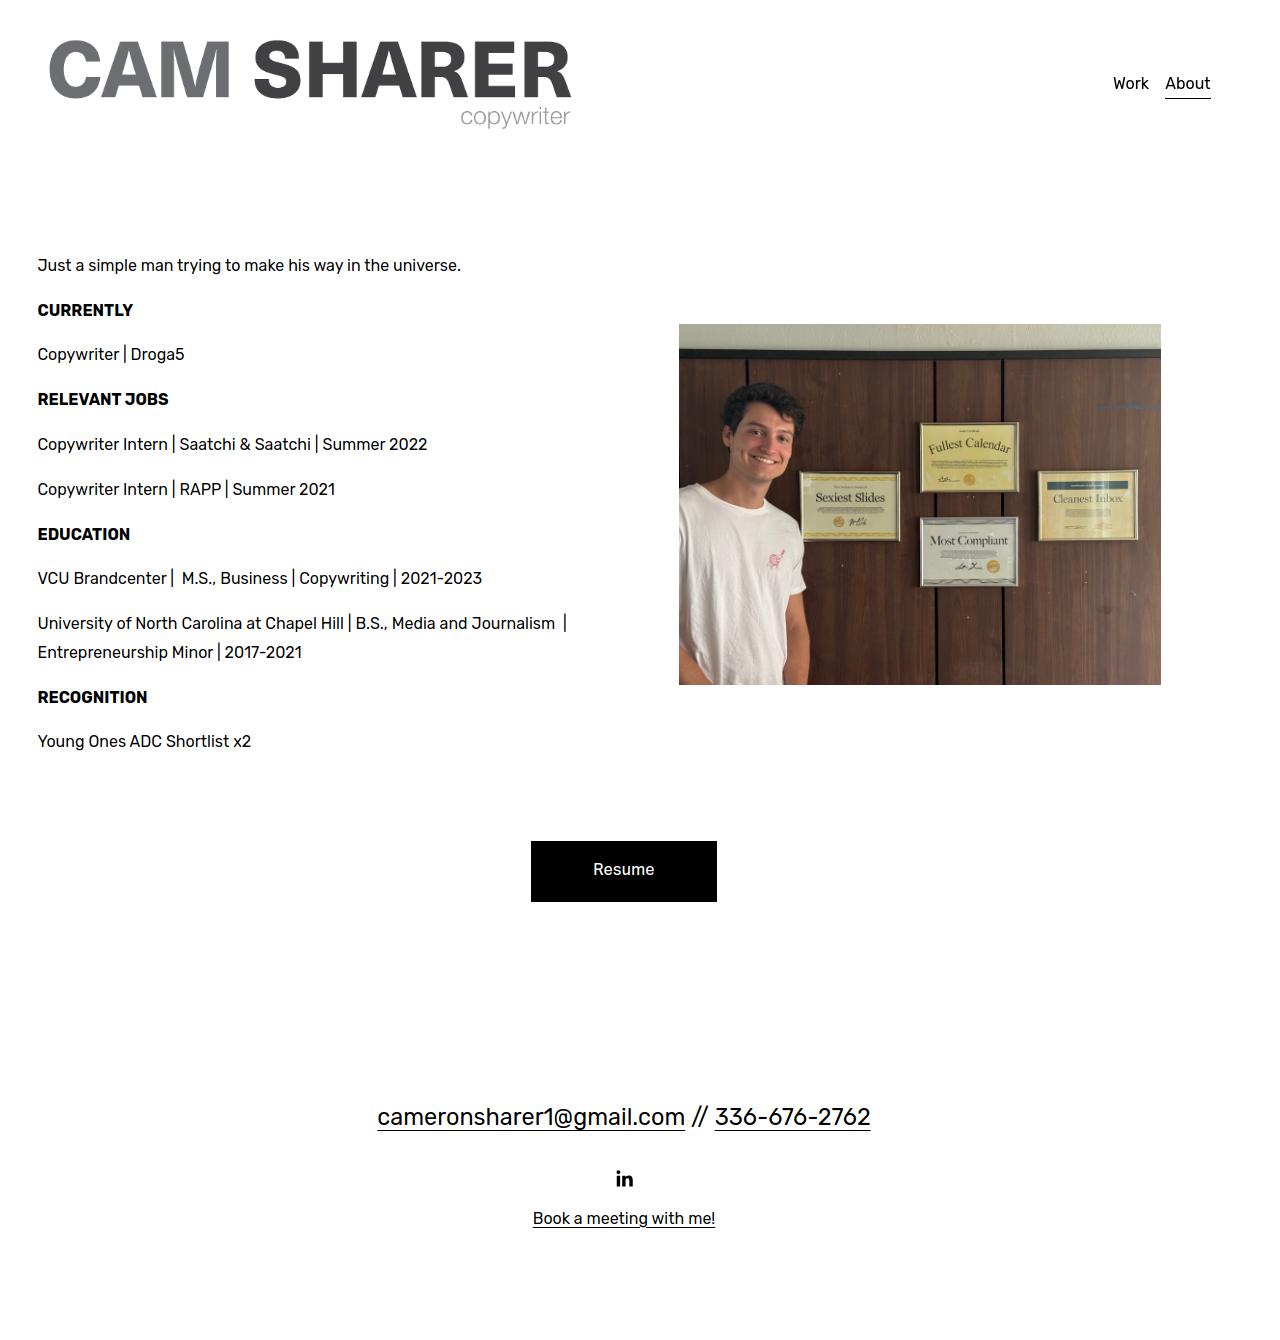 CAM SHARER
copywriter
Work About
Just a simple man trying to make his way in the universe.
CURRENTLY
Copywriter | Droga5
RELEVANT JOBS
Copywriter Intern | Saatchi & Saatchi | Summer 2022
Copywriter Intern | RAPP | Summer 2021
EDUCATION
VCU Brandcenter |  M.S., Business | Copywriting | 2021-2023
University of North Carolina at Chapel Hill | B.S., Media and Journalism  |
Entrepreneurship Minor | 2017-2021
RECOGNITION
Young Ones ADC Shortlist x2
Fullest Calendar
Sexiest Slides
Cleanest Inbox
Most Compliant
Resume
cameronsharer1@gmail.com // 336-676-2762
in
Book a meeting with me!